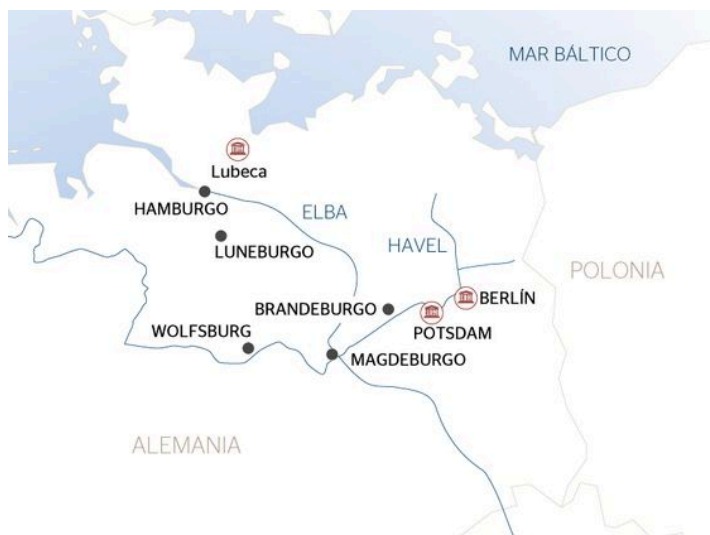 MAR BÁLTICO
Lubeca
HAMBURGO
ELBA
LUNEBURGO
HAVEL
POLONIA
BERLÍN
BRANDEBURGO
WOLFSBURG
POTSDAM
MAGDEBURGO
ALEMANIA